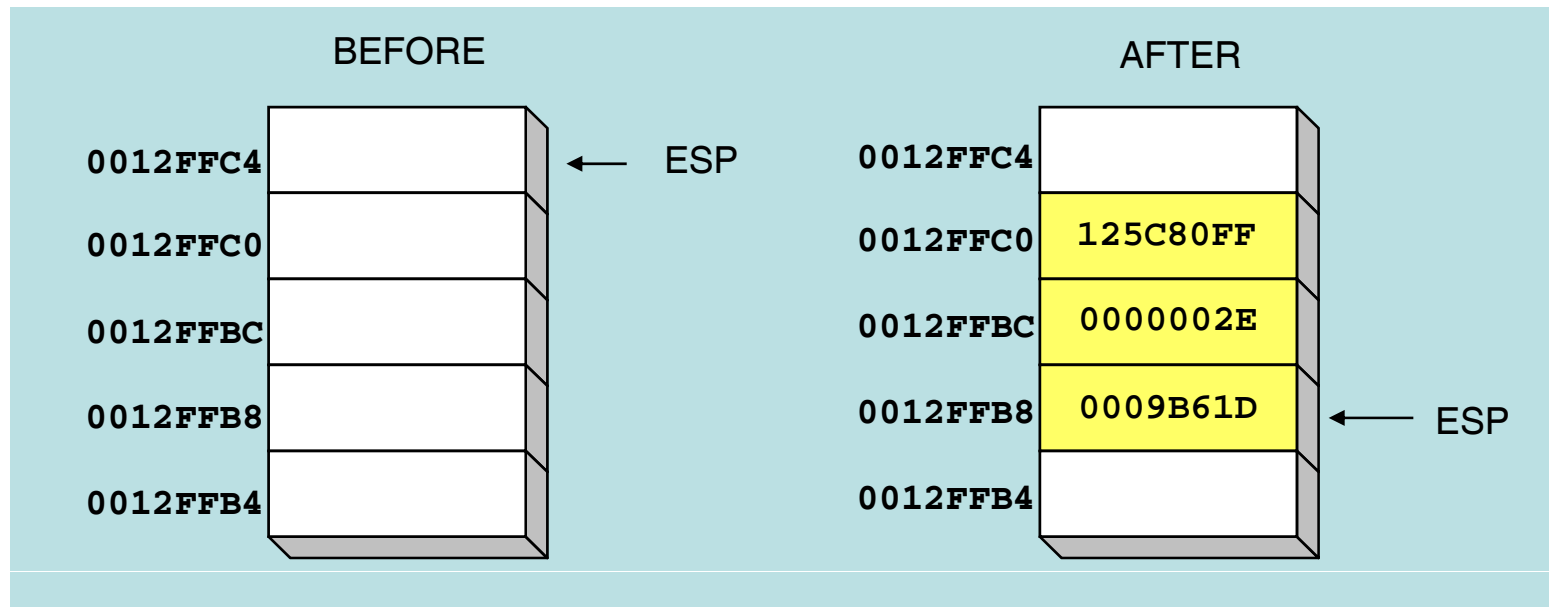 BEFORE
0012FFC4
ESP
0012FFC0
0012FFBC
0012FFB8
0012FFB4
AFTER
0012FFC4
0012FFC0 125C80FF
0012FFBC 0000002E
0012FFB8 0009B61D ESP
0012FFB4